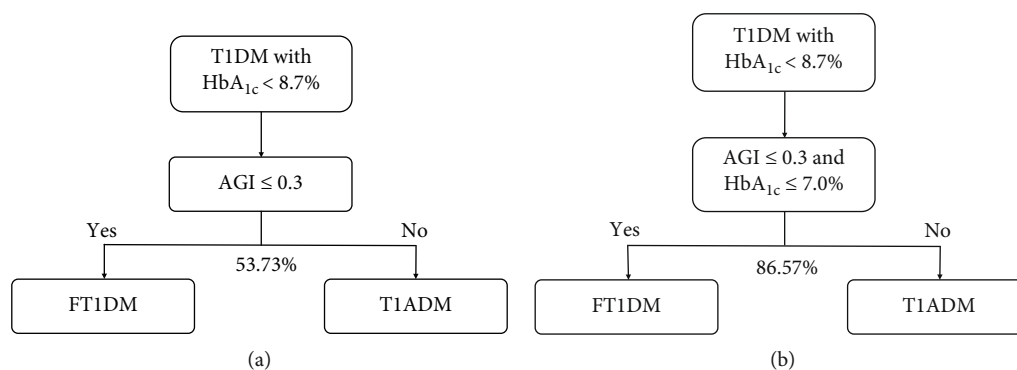 T1DM with
HbA1c < 8.7%
AGI ≤ 0.3
Yes
No
53.73%
FT1DM
T1ADM
(a)
T1DM with
HbA1c < 8.7%
AGI ≤ 0.3 and
HbA1c ≤ 7.0%
Yes
No
86.57%
FT1DM
T1ADM
(b)